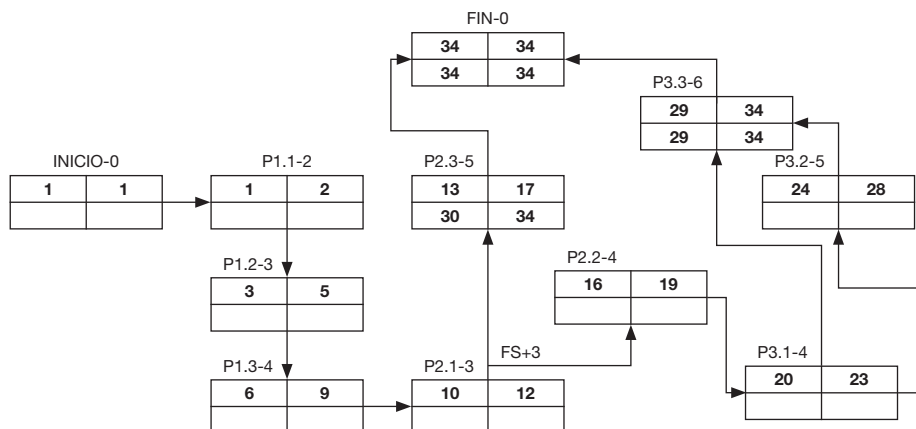 FIN-0
34 34
34 34
P3.3-6
29 34
29 34
INICIO-0
1 1
P1.1-2
1 2
P2.3-5
13 17
30 34
P3.2-5
24 28
P1.2-3
3 5
P2.2-4
16 19
FS+3
P1.3-4
6 9
P2.1-3
10 12
P3.1-4
20 23